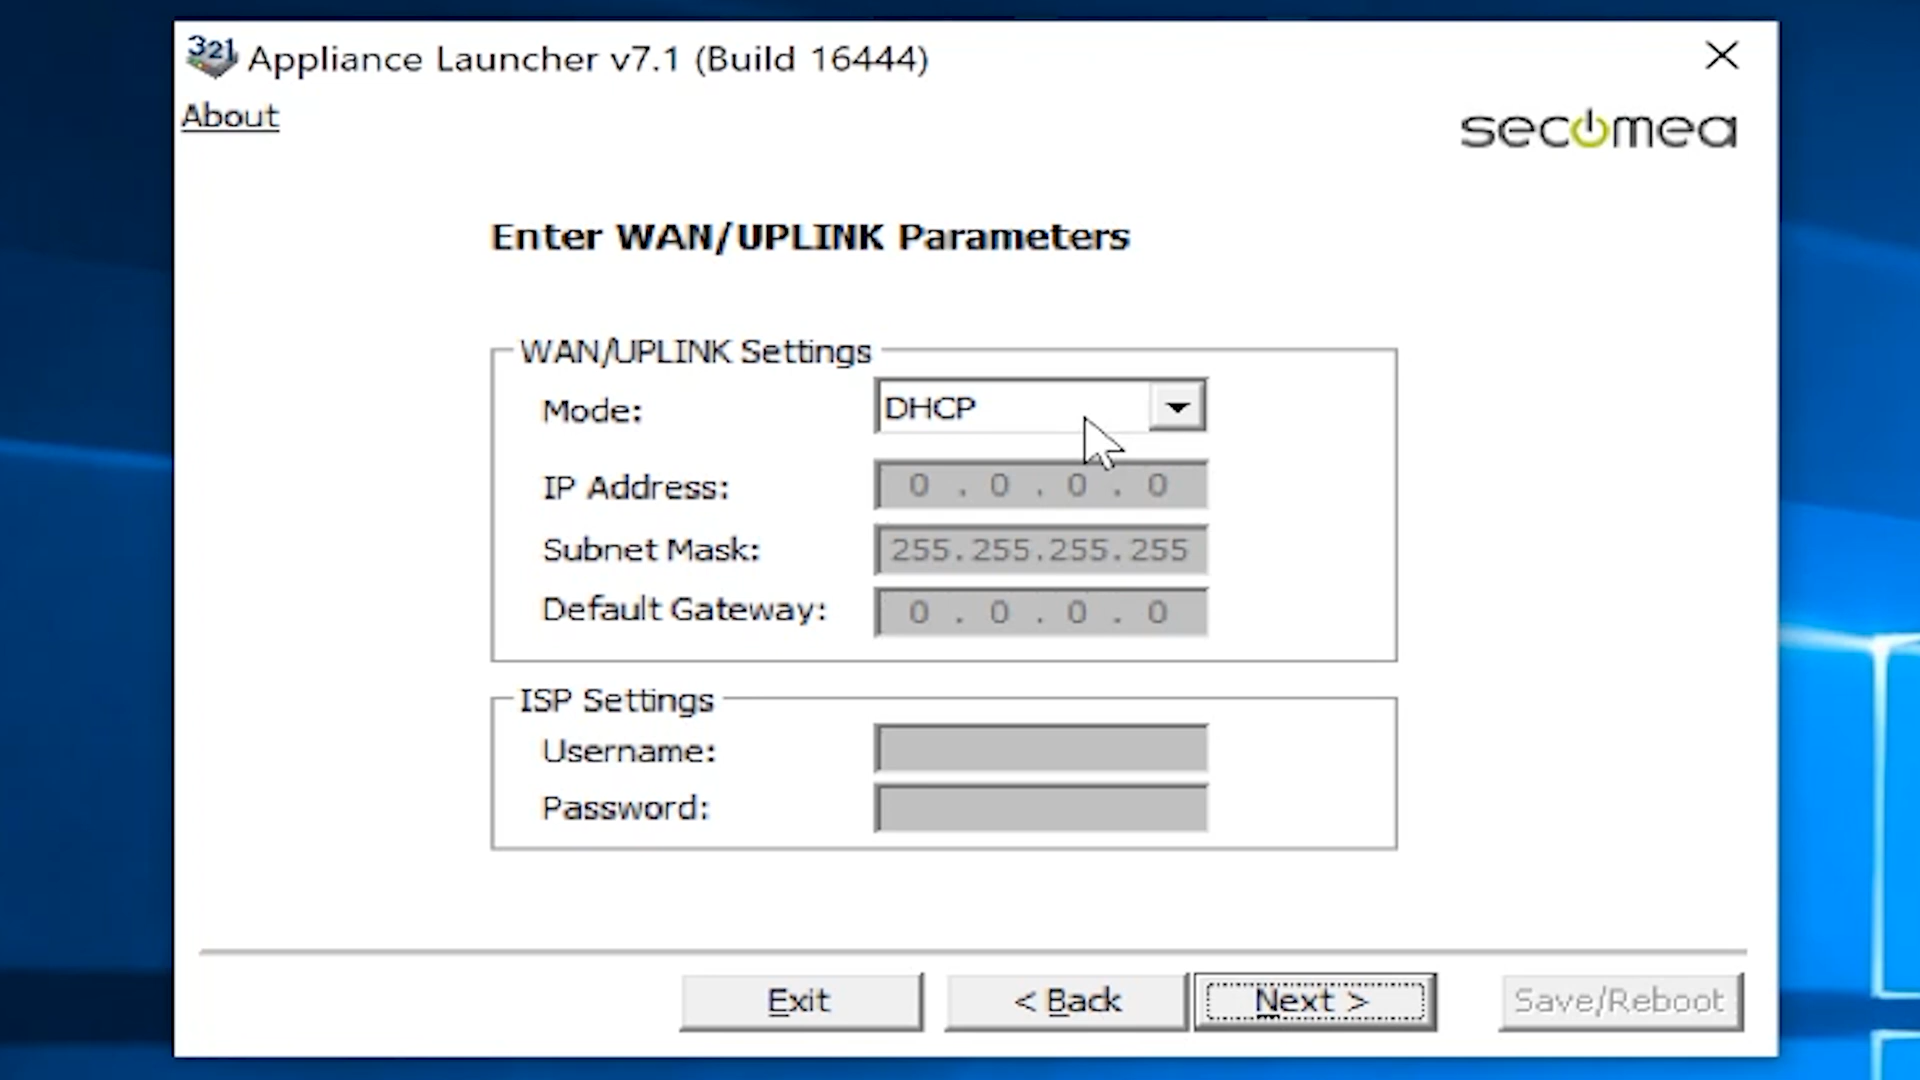 321 Appliance Launcher v7.1 (Build 16444)
About
secomea
Enter WAN/UPLINK Parameters
WAN/UPLINK Settings
Mode: DHCP
IP Address: 0 . 0 . 0 . 0
Subnet Mask: 255.255.255.255
Default Gateway: 0 . 0 . 0 . 0
ISP Settings
Username:
Password:
Exit < Back Next > Save/Reboot